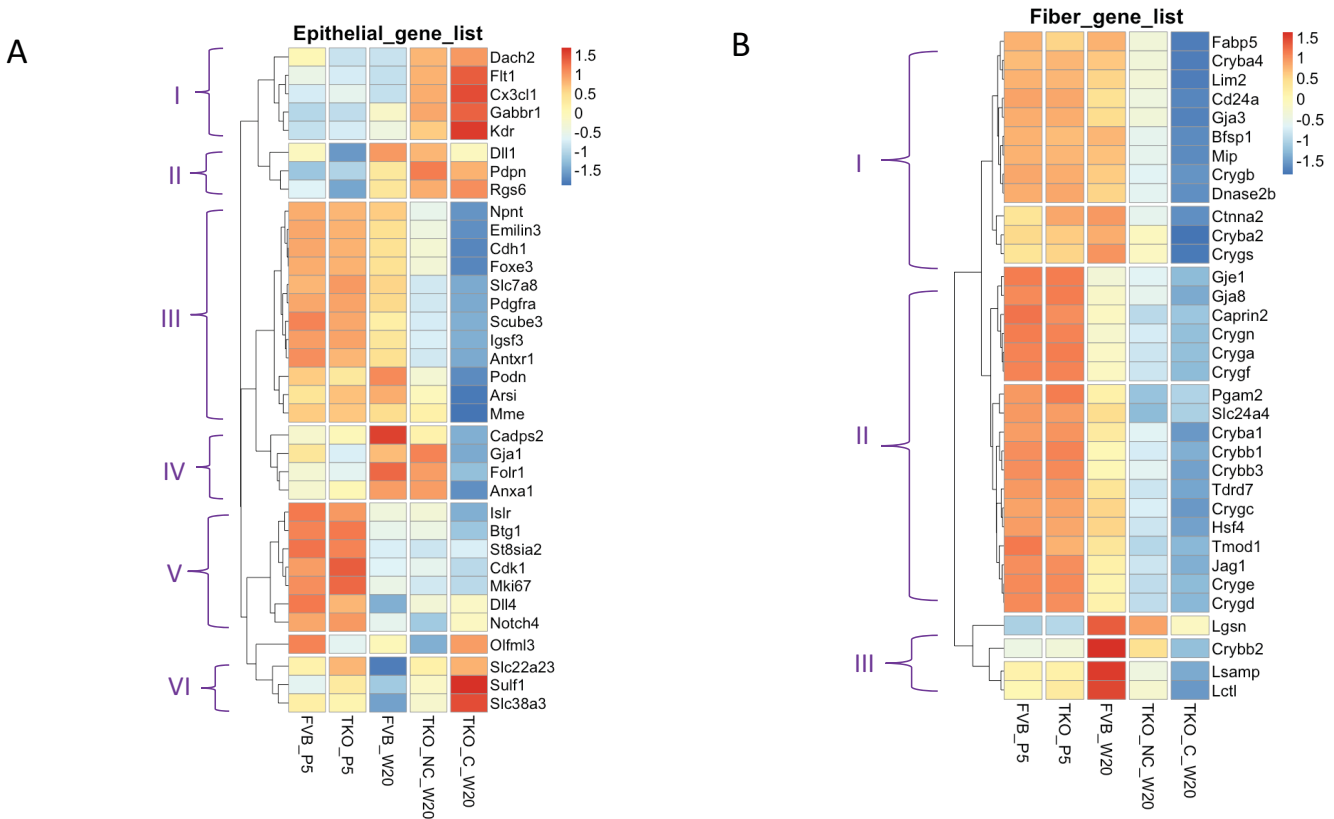 A
Epithelial_gene_list
I
II
III
IV
V
VI
Dach2
Flt1
Cx3cl1
Gabbr1
Kdr
Dll1
Pdpn
Rgs6
Npnt
Emilin3
Cdh1
Foxe3
Slc7a8
Pdgfra
Scube3
Igsf3
Antxr1
Podn
Arsi
Mme
Cadps2
Gja1
Folr1
Anxa1
Islr
Btg1
St8sia2
Cdk1
Mki67
Dll4
Notch4
Olfml3
Slc22a23
Sulf1
Slc38a3
1.5
1
0.5
0
-0.5
-1
-1.5
FVB_P5
TKO_P5
FVB_W20
TKO_NC_W20
TKO_C_W20
B
Fiber_gene_list
I
II
III
Fabp5
Cryba4
Lim2
Cd24a
Gja3
Bfsp1
Mip
Crygb
Dnase2b
Ctnna2
Cryba2
Crygs
Gje1
Gja8
Caprin2
Crygn
Cryga
Crygf
Pgam2
Slc24a4
Cryba1
Crybb1
Crybb3
Tdrd7
Crygc
Hsf4
Tmod1
Jag1
Cryge
Crygd
Lgsn
Crybb2
Lsamp
Lctl
1.5
1
0.5
0
-0.5
-1
-1.5
FVB_P5
TKO_P5
FVB_W20
TKO_NC_W20
TKO_C_W20